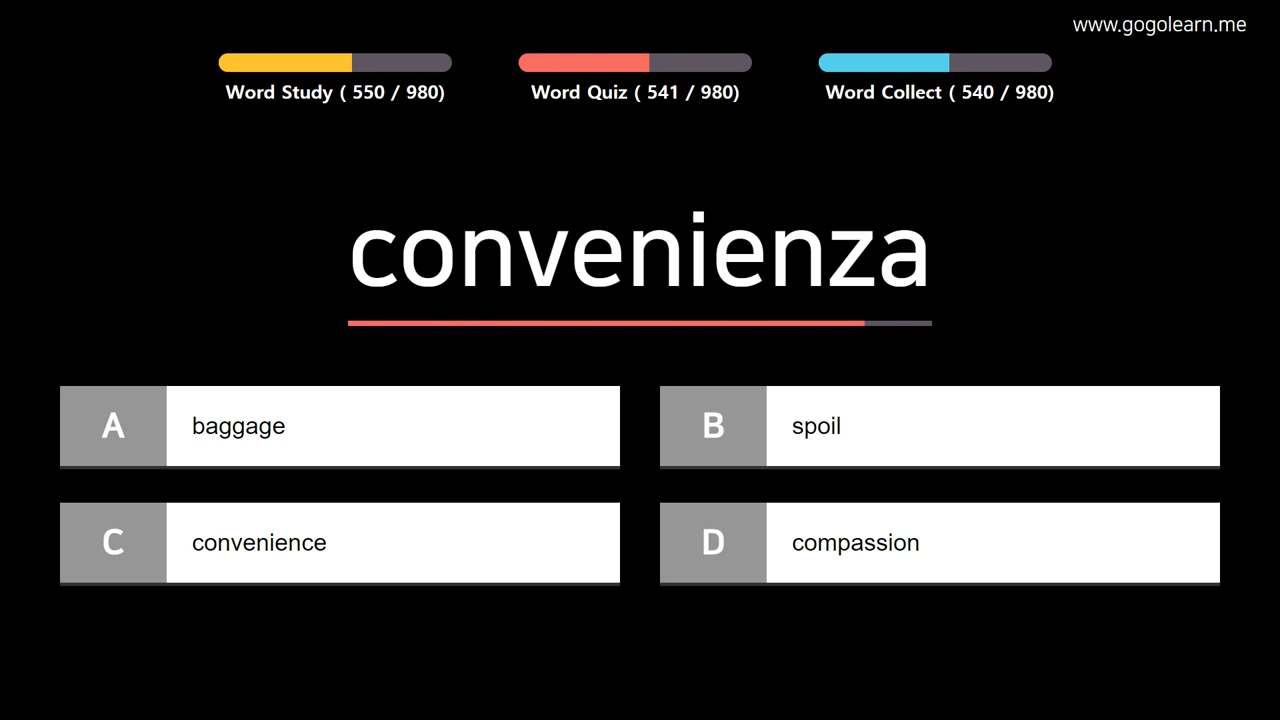 www.gogolearn.me
Word Study ( 550 / 980)
Word Quiz ( 541 / 980)
Word Collect ( 540 / 980)
convenienza
A baggage
B spoil
C convenience
D compassion